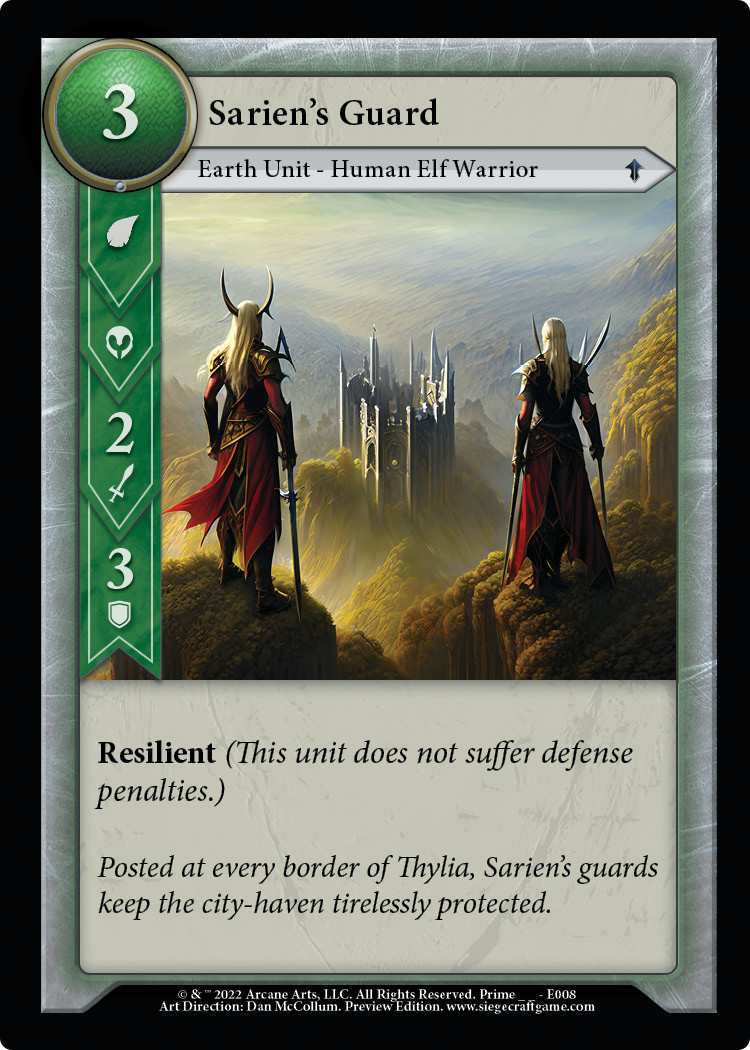 3
Sarien's Guard
Earth Unit - Human Elf Warrior
2
3
Resilient (This unit does not suffer defense
penalties.)
Posted at every border of Thylia, Sarien's guards
keep the city-haven tirelessly protected.
© & ™ 2022 Arcane Arts, LLC. All Rights Reserved. Prime _ _ - E008
Art Direction: Dan McCollum. Preview Edition. www.siegecraftgame.com